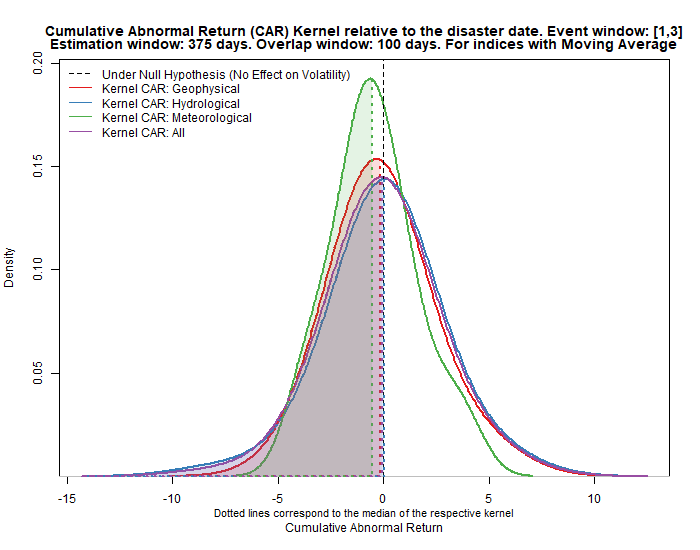 Cumulative Abnormal Return (CAR) Kernel relative to the disaster date. Event window: [1,3]
Estimation window: 375 days. Overlap window: 100 days. For indices with Moving Average
Under Null Hypothesis (No Effect on Volatility)
Kernel CAR: Geophysical
Kernel CAR: Hydrological
Kernel CAR: Meteorological
Kernel CAR: All
Density
0.20
0.15
0.10
0.05
-15 -10 -5 0 5 10
Dotted lines correspond to the median of the respective kernel
Cumulative Abnormal Return